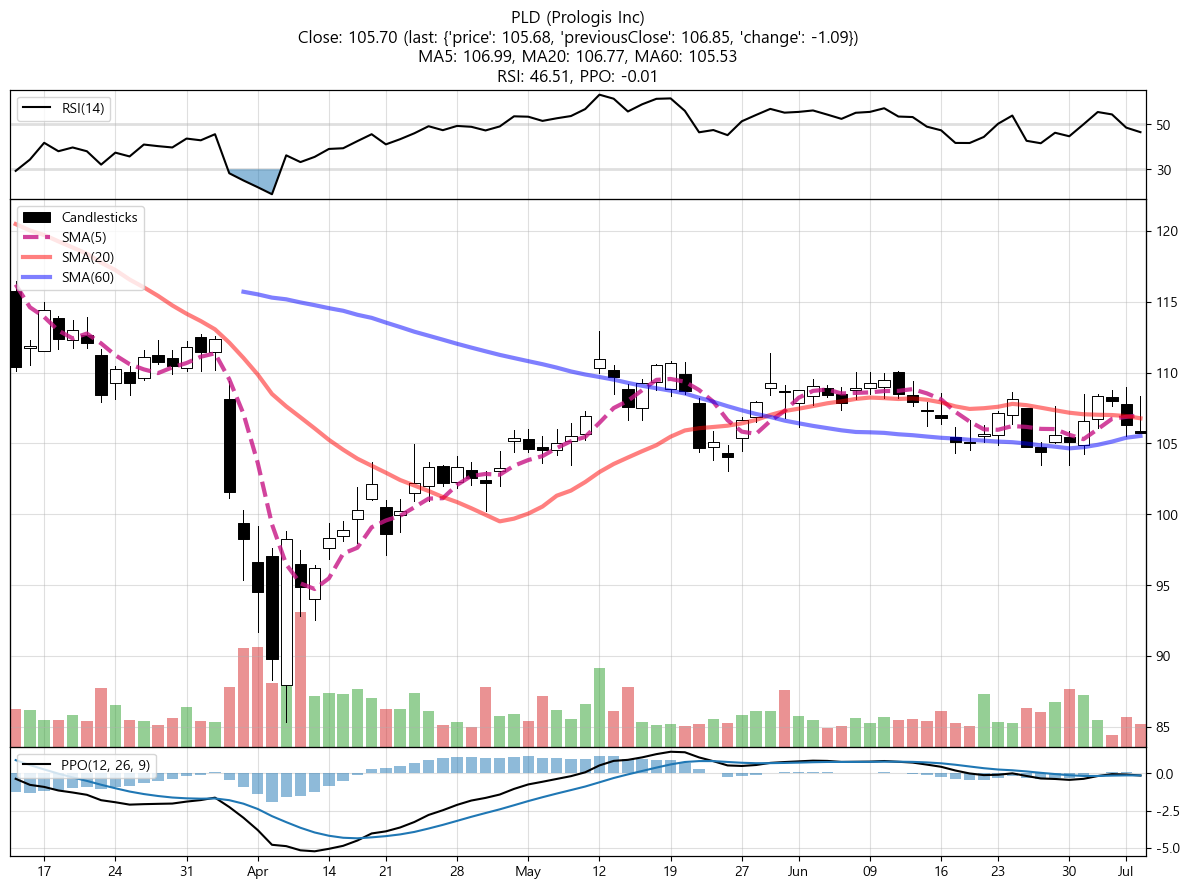 PLD (Prologis Inc)
Close: 105.70 (last: {'price': 105.68, 'previousClose': 106.85, 'change': -1.09})
MA5: 106.99, MA20: 106.77, MA60: 105.53
RSI: 46.51, PPO: -0.01
RSI(14)
50
30
Candlesticks
SMA(5)
SMA(20)
SMA(60)
120
115
110
105
100
95
90
85
PPO(12, 26, 9)
0.0
-2.5
-5.0
17 24 31 Apr 14 21 28 May 12 19 27 Jun 09 16 23 30 Jul